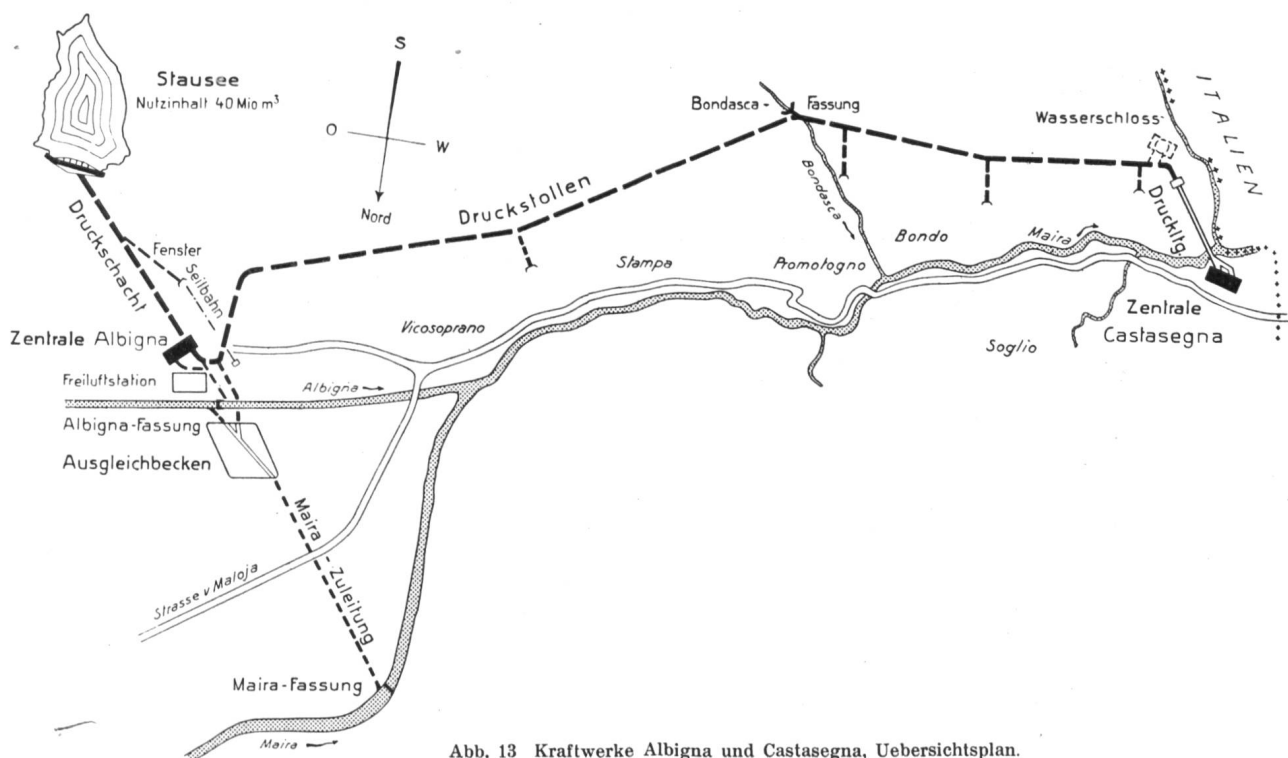 Stausee
Nutzinhalt 40 Mio m³
S
O
W
Nord
Bondasca-Fassung
Wasserschloss
ITALIEN
Druckschacht
Fenster
Seilbahn
Druckstollen
Bondasca
Bondo
Maira
Druckltg.
Stampa
Promotogno
Zentrale Albigna
Vicosoprano
Zentrale
Castasegna
Soglio
Freiluftstation
Albigna
Albigna-Fassung
Ausgleichbecken
Maira-Zuleitung
Strasse v Maloja
Maira-Fassung
Maira
Abb. 13 Kraftwerke Albigna und Castasegna, Uebersichtsplan.